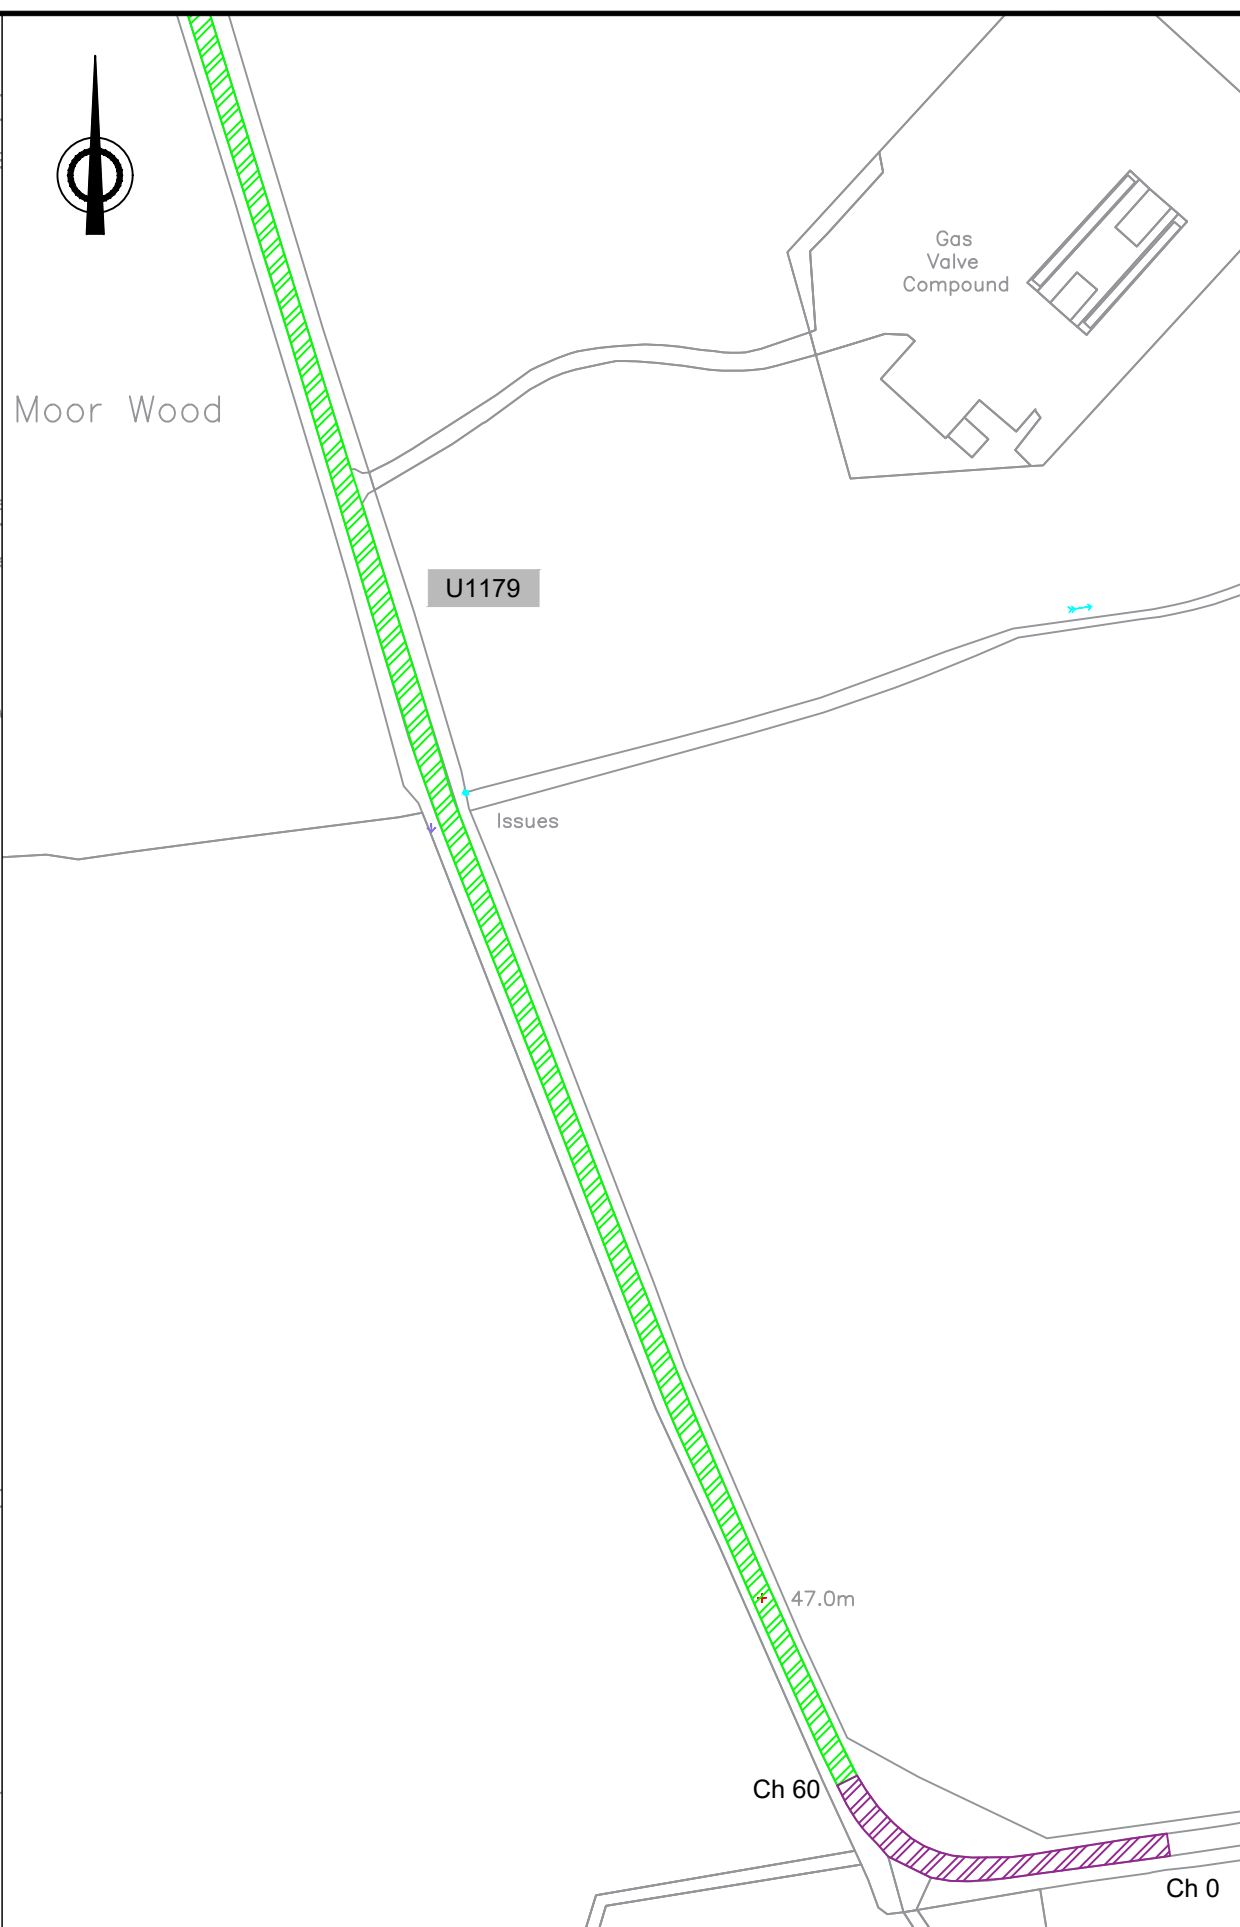 Gas
Valve
Compound
Moor Wood
U1179
Issues
47.0m
Ch 60
Ch 0